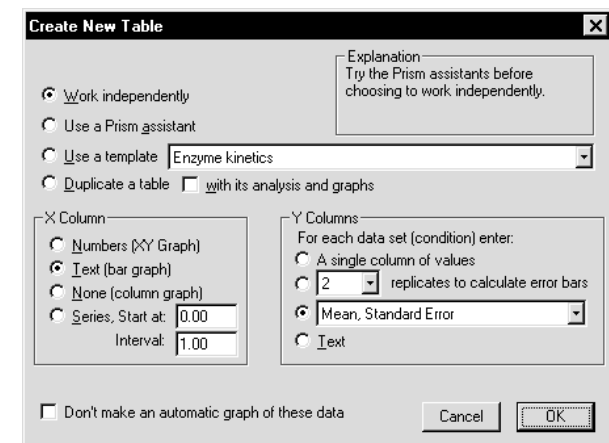 Create New Table
Explanation
Try the Prism assistants before
choosing to work independently.
Work independently
Use a Prism assistant
Use a template Enzyme kinetics
Duplicate a table with its analysis and graphs
X Column
Numbers (XY Graph)
Text (bar graph)
None (column graph)
Series, Start at: 0.00
Interval: 1.00
Y Columns
For each data set (condition) enter:
A single column of values
2 replicates to calculate error bars
Mean, Standard Error
Text
Don't make an automatic graph of these data
Cancel
OK